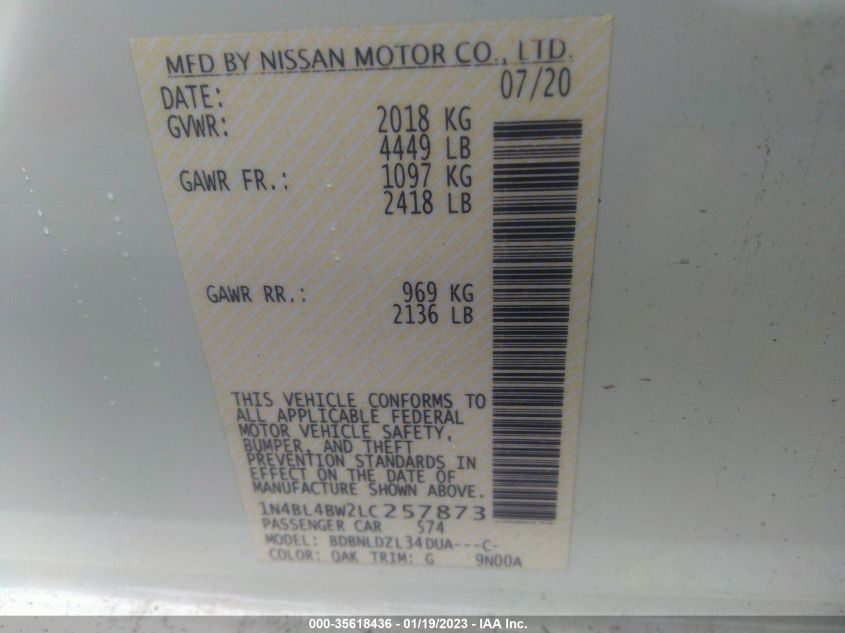 MFD BY NISSAN MOTOR CO., LTD.
DATE: 07/20
GVWR: 2018 KG
4449 LB
GAWR FR.: 1097 KG
2418 LB
GAWR RR.: 969 KG
2136 LB
THIS VEHICLE CONFORMS TO
ALL APPLICABLE FEDERAL
MOTOR VEHICLE SAFETY,
BUMPER, AND THEFT
PREVENTION STANDARDS IN
EFFECT ON THE DATE OF
MANUFACTURE SHOWN ABOVE.
1N4BL4BW2LC257873
PASSENGER CAR 574
MODEL: BDBNLDZL34DUA---C-
COLOR: QAK TRIM: G 9N00A
000-35618436 - 01/19/2023 - IAA Inc.